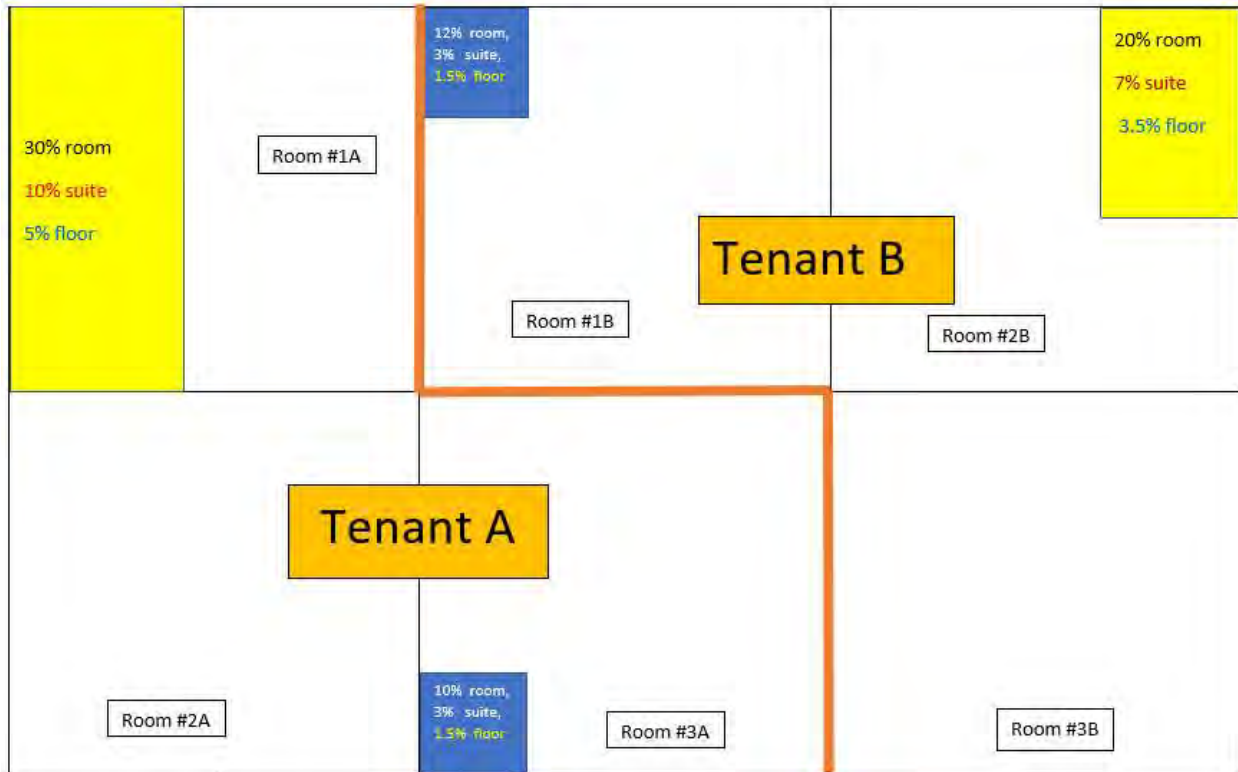 12% room,
3% suite,
1.5% floor
20% room
7% suite
3.5% floor
30% room
10% suite
5% floor
Room #1A
Tenant B
Room #1B
Room #2B
Tenant A
10% room,
3% suite,
1.5% floor
Room #2A
Room #3A
Room #3B